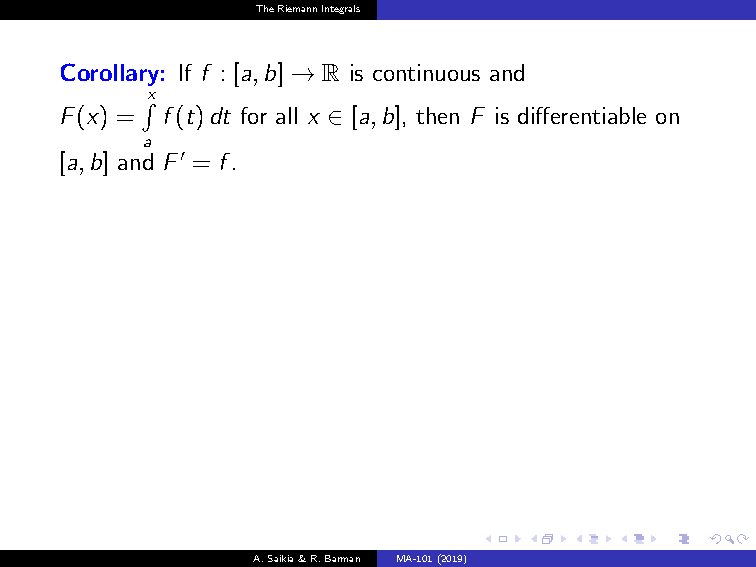 The Riemann Integrals
Corollary: If f : [a, b] → ℝ is continuous and
F(x) = ∫ₐˣ f(t) dt for all x ∈ [a, b], then F is differentiable on
[a, b] and F′ = f.
A. Saikia & R. Barman MA-101 (2019)